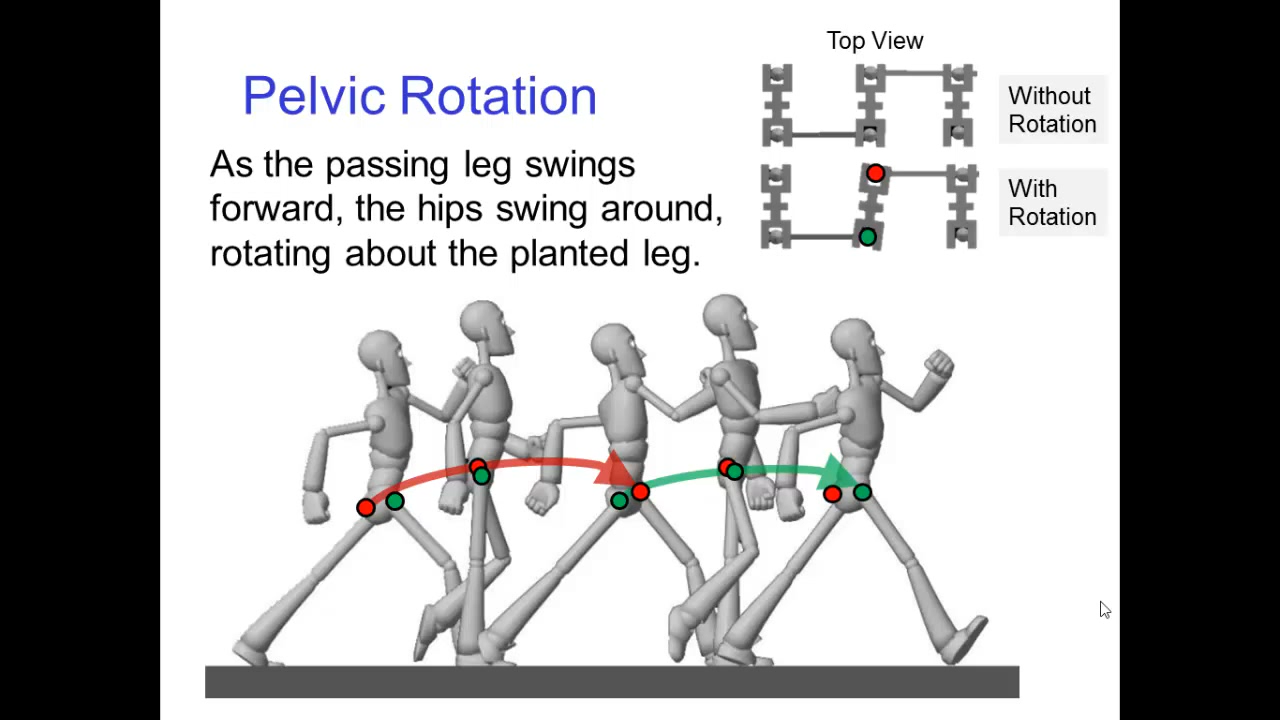 Top View
Pelvic Rotation
Without
Rotation
As the passing leg swings
forward, the hips swing around,
rotating about the planted leg.
With
Rotation